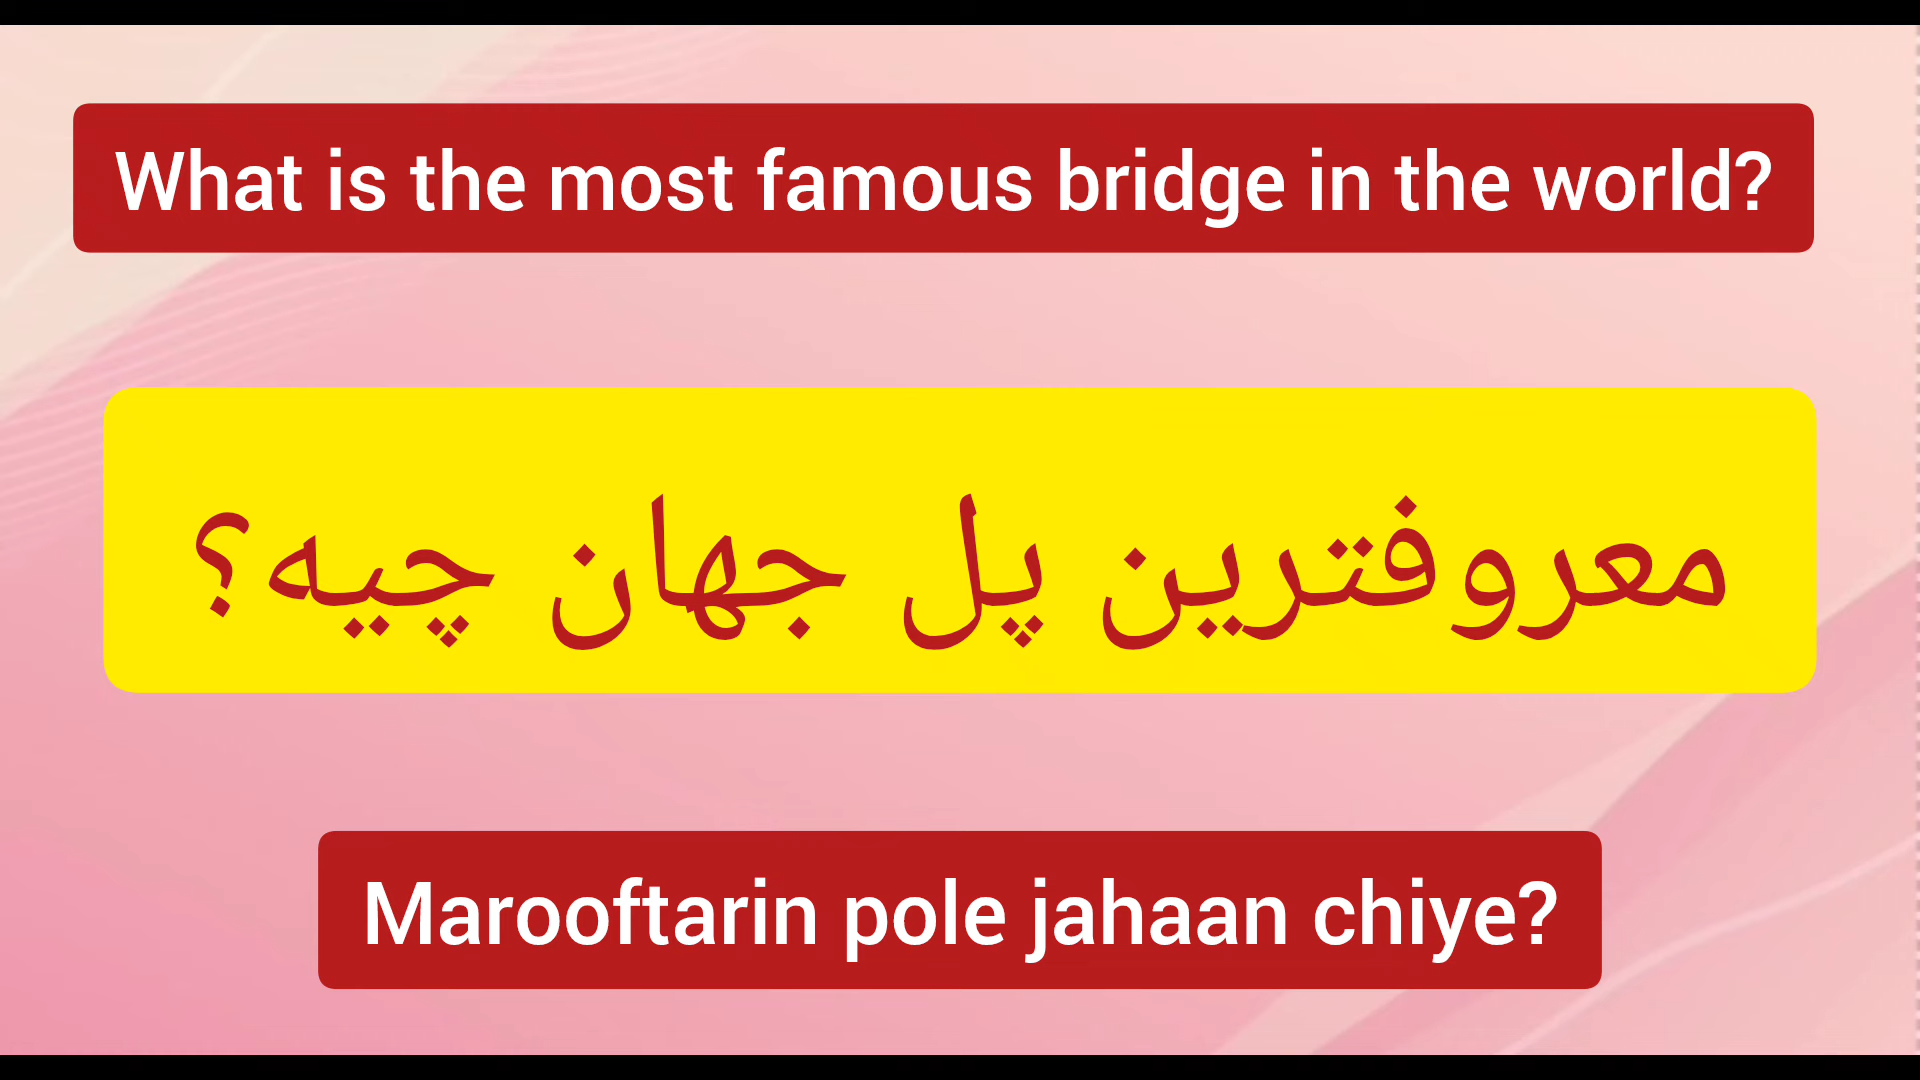 What is the most famous bridge in the world?
معروفترین پل جهان چیه؟
Marooftarin pole jahaan chiye?